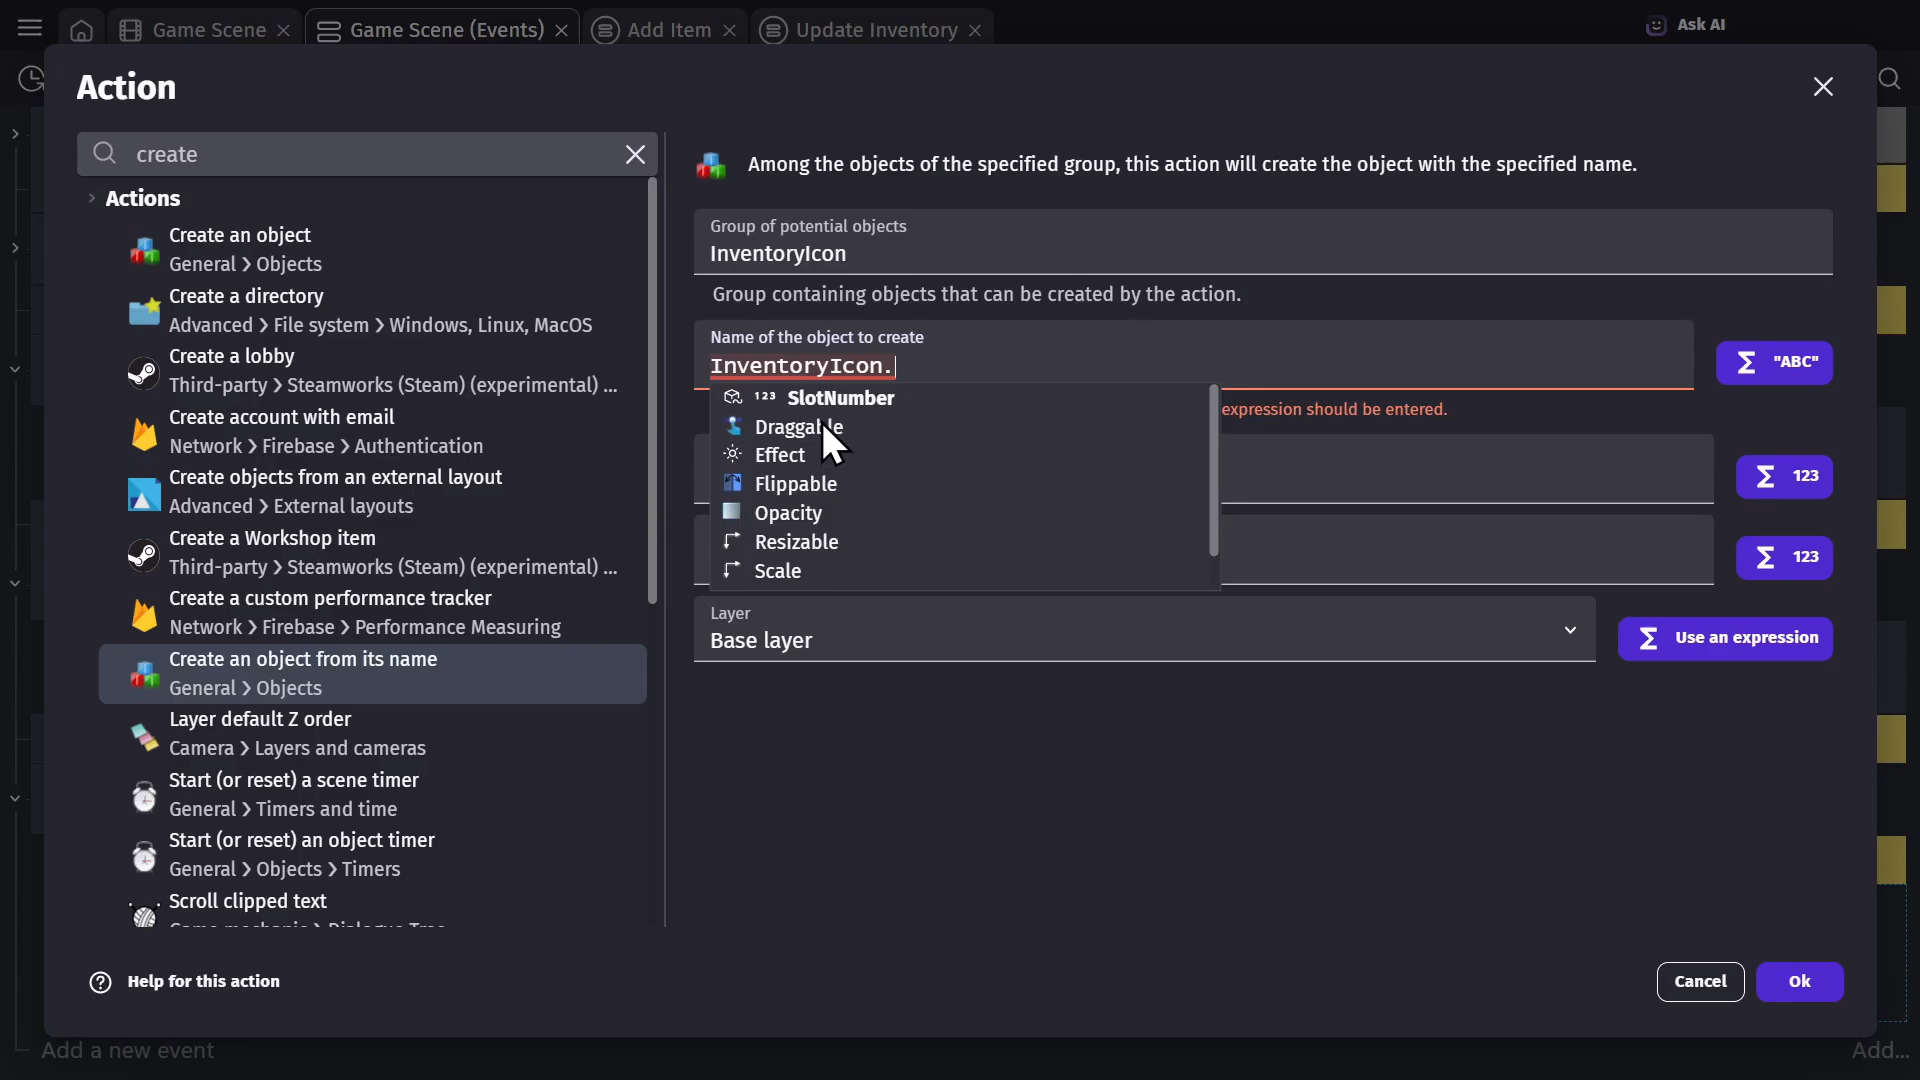 Game Scene
Game Scene (Events)
Add Item
Update Inventory
Ask AI
Action
create
Actions
Create an object
General > Objects
Create a directory
Advanced > File system > Windows, Linux, MacOS
Create a lobby
Third-party > Steamworks (Steam) (experimental) ...
Create account with email
Network > Firebase > Authentication
Create objects from an external layout
Advanced > External layouts
Create a Workshop item
Third-party > Steamworks (Steam) (experimental) ...
Create a custom performance tracker
Network > Firebase > Performance Measuring
Create an object from its name
General > Objects
Layer default Z order
Camera > Layers and cameras
Start (or reset) a scene timer
General > Timers and time
Start (or reset) an object timer
General > Objects > Timers
Scroll clipped text
Game mechanic > Dialogue Tree
Help for this action
Among the objects of the specified group, this action will create the object with the specified name.
Group of potential objects
InventoryIcon
Group containing objects that can be created by the action.
Name of the object to create
InventoryIcon.
"ABC"
123 SlotNumber
expression should be entered.
Draggable
Effect
Flippable
123
Opacity
Resizable
123
Scale
Layer
Base layer
Use an expression
Cancel
Ok
Add a new event
Add...